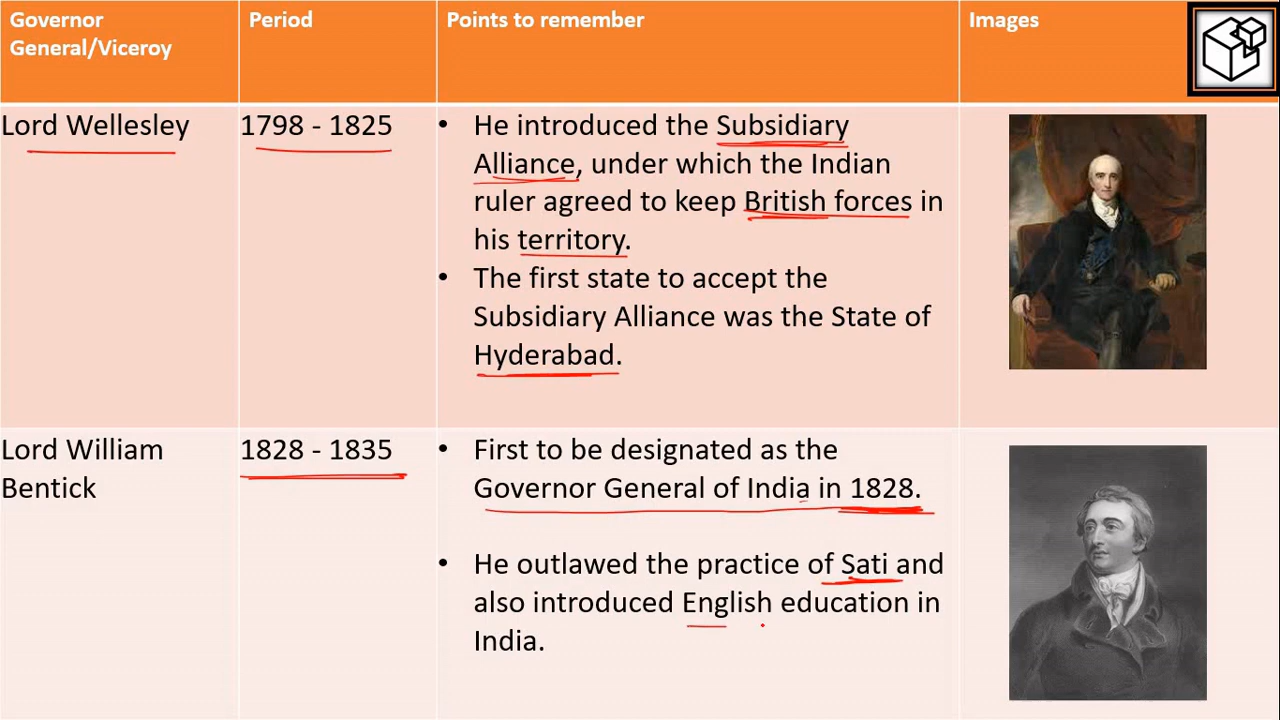 Governor
General/Viceroy
Period
Points to remember
Images
Lord Wellesley
1798 - 1825
• He introduced the Subsidiary
Alliance, under which the Indian
ruler agreed to keep British forces in
his territory.
• The first state to accept the
Subsidiary Alliance was the State of
Hyderabad.
Lord William
Bentick
1828 - 1835
• First to be designated as the
Governor General of India in 1828.
• He outlawed the practice of Sati and
also introduced English education in
India.